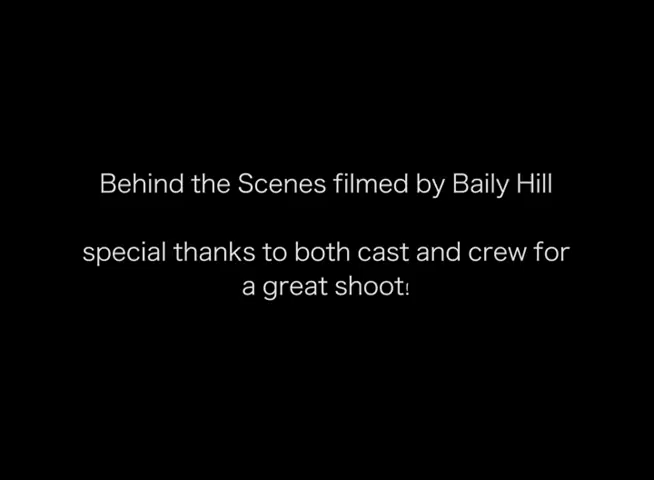 Behind the Scenes filmed by Baily Hill
special thanks to both cast and crew for
a great shoot!